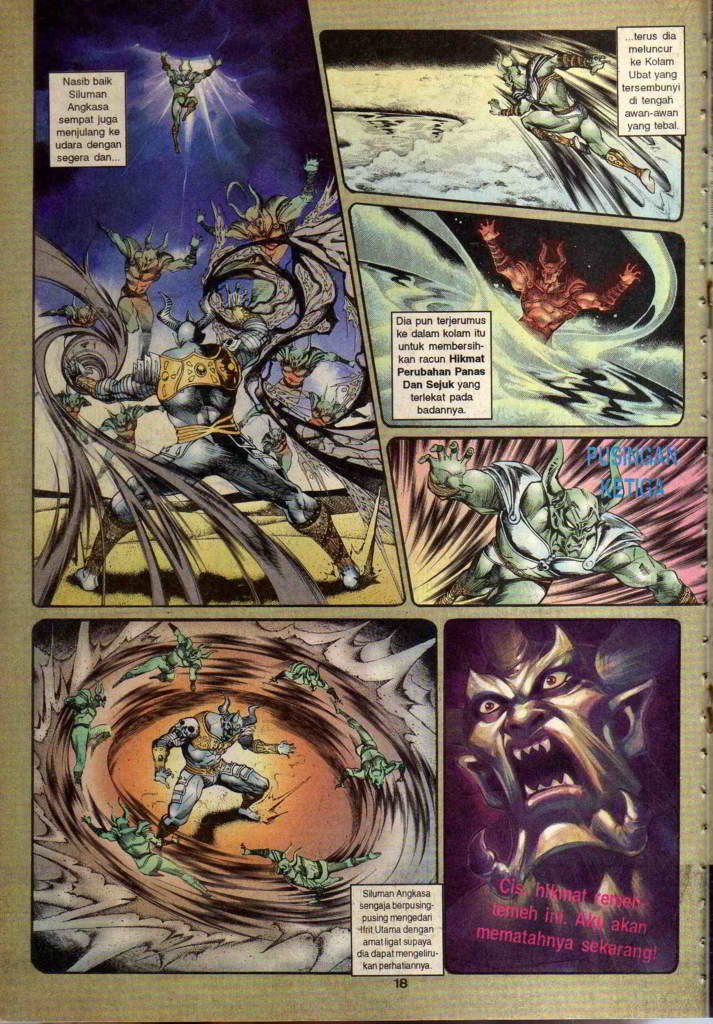 Nasib baik
Siluman
Angkasa
sempat juga
menjulang ke
udara dengan
segera dan...
...terus dia
meluncur
ke Kolam
Ubat yang
tersembunyi
di tengah
awan-awan
yang tebal.
Dia pun terjerumus
ke dalam kolam itu
untuk membersih-
kan racun Hikmat
Perubahan Panas
Dan Sejuk yang
terlekat pada
badannya.
PUSINGAN
KETIGA
Siluman Angkasa
sengaja berpusing-
pusing mengedari
Ifrit Utama dengan
amat ligat supaya
dia dapat mengeliru-
kan perhatiannya.
Cis, hikmat remeh-
temeh ini. Aku akan
mematahnya sekarang!
18